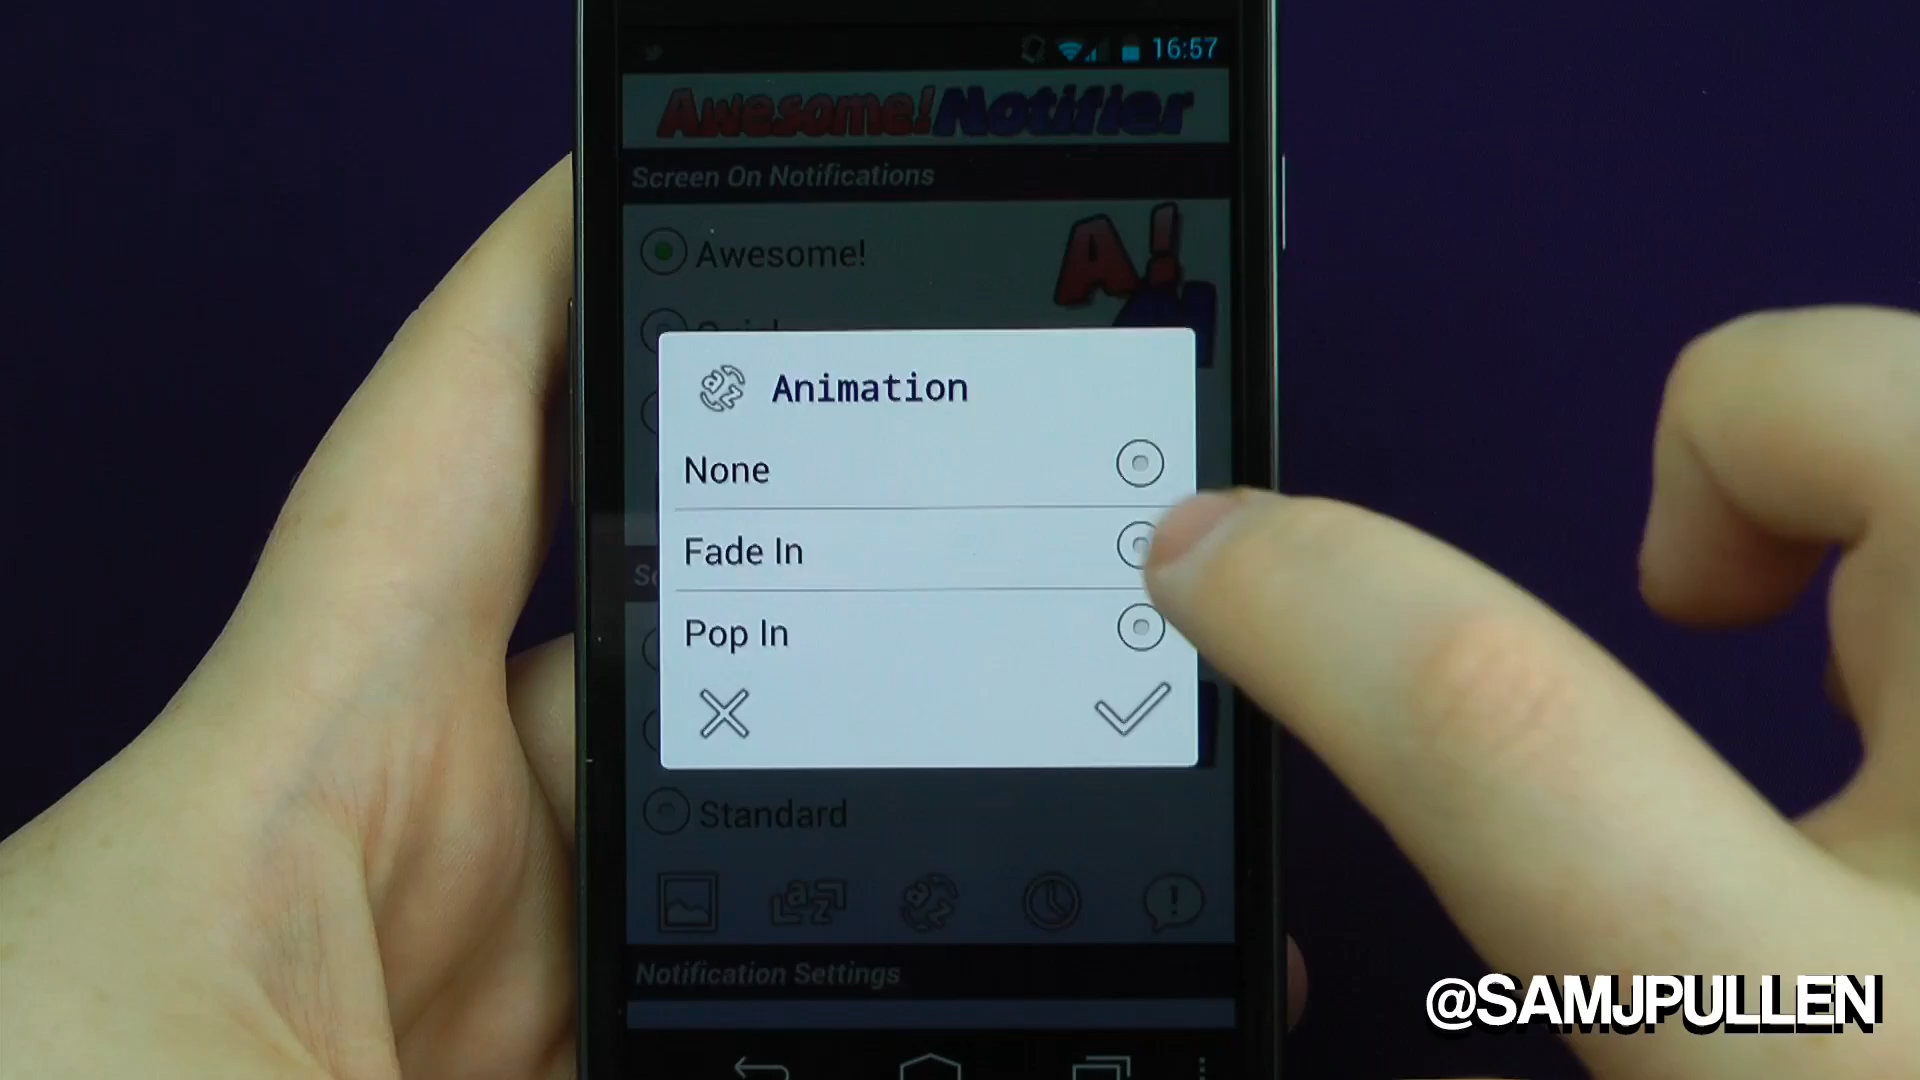 16:57
Awesome!Notifier
Screen On Notifications
Awesome!
A!
Animation
None
Fade In
Pop In
Standard
Notification Settings
@SAMJPULLEN